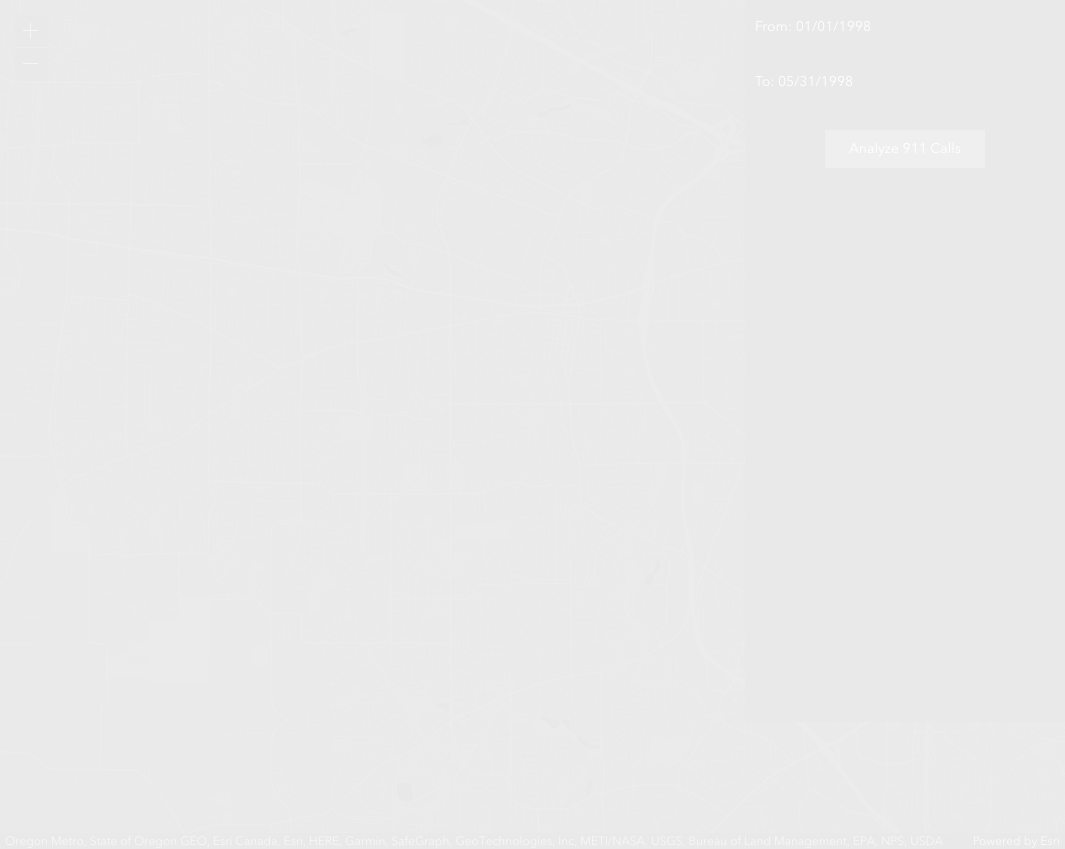 From: 01/01/1998
To: 05/31/1998
Analyze 911 Calls
Oregon Metro, State of Oregon GEO, Esri Canada, Esri, HERE, Garmin, SafeGraph, GeoTechnologies, Inc, METI/NASA, USGS, Bureau of Land Management, EPA, NPS, USDA Powered by Esri